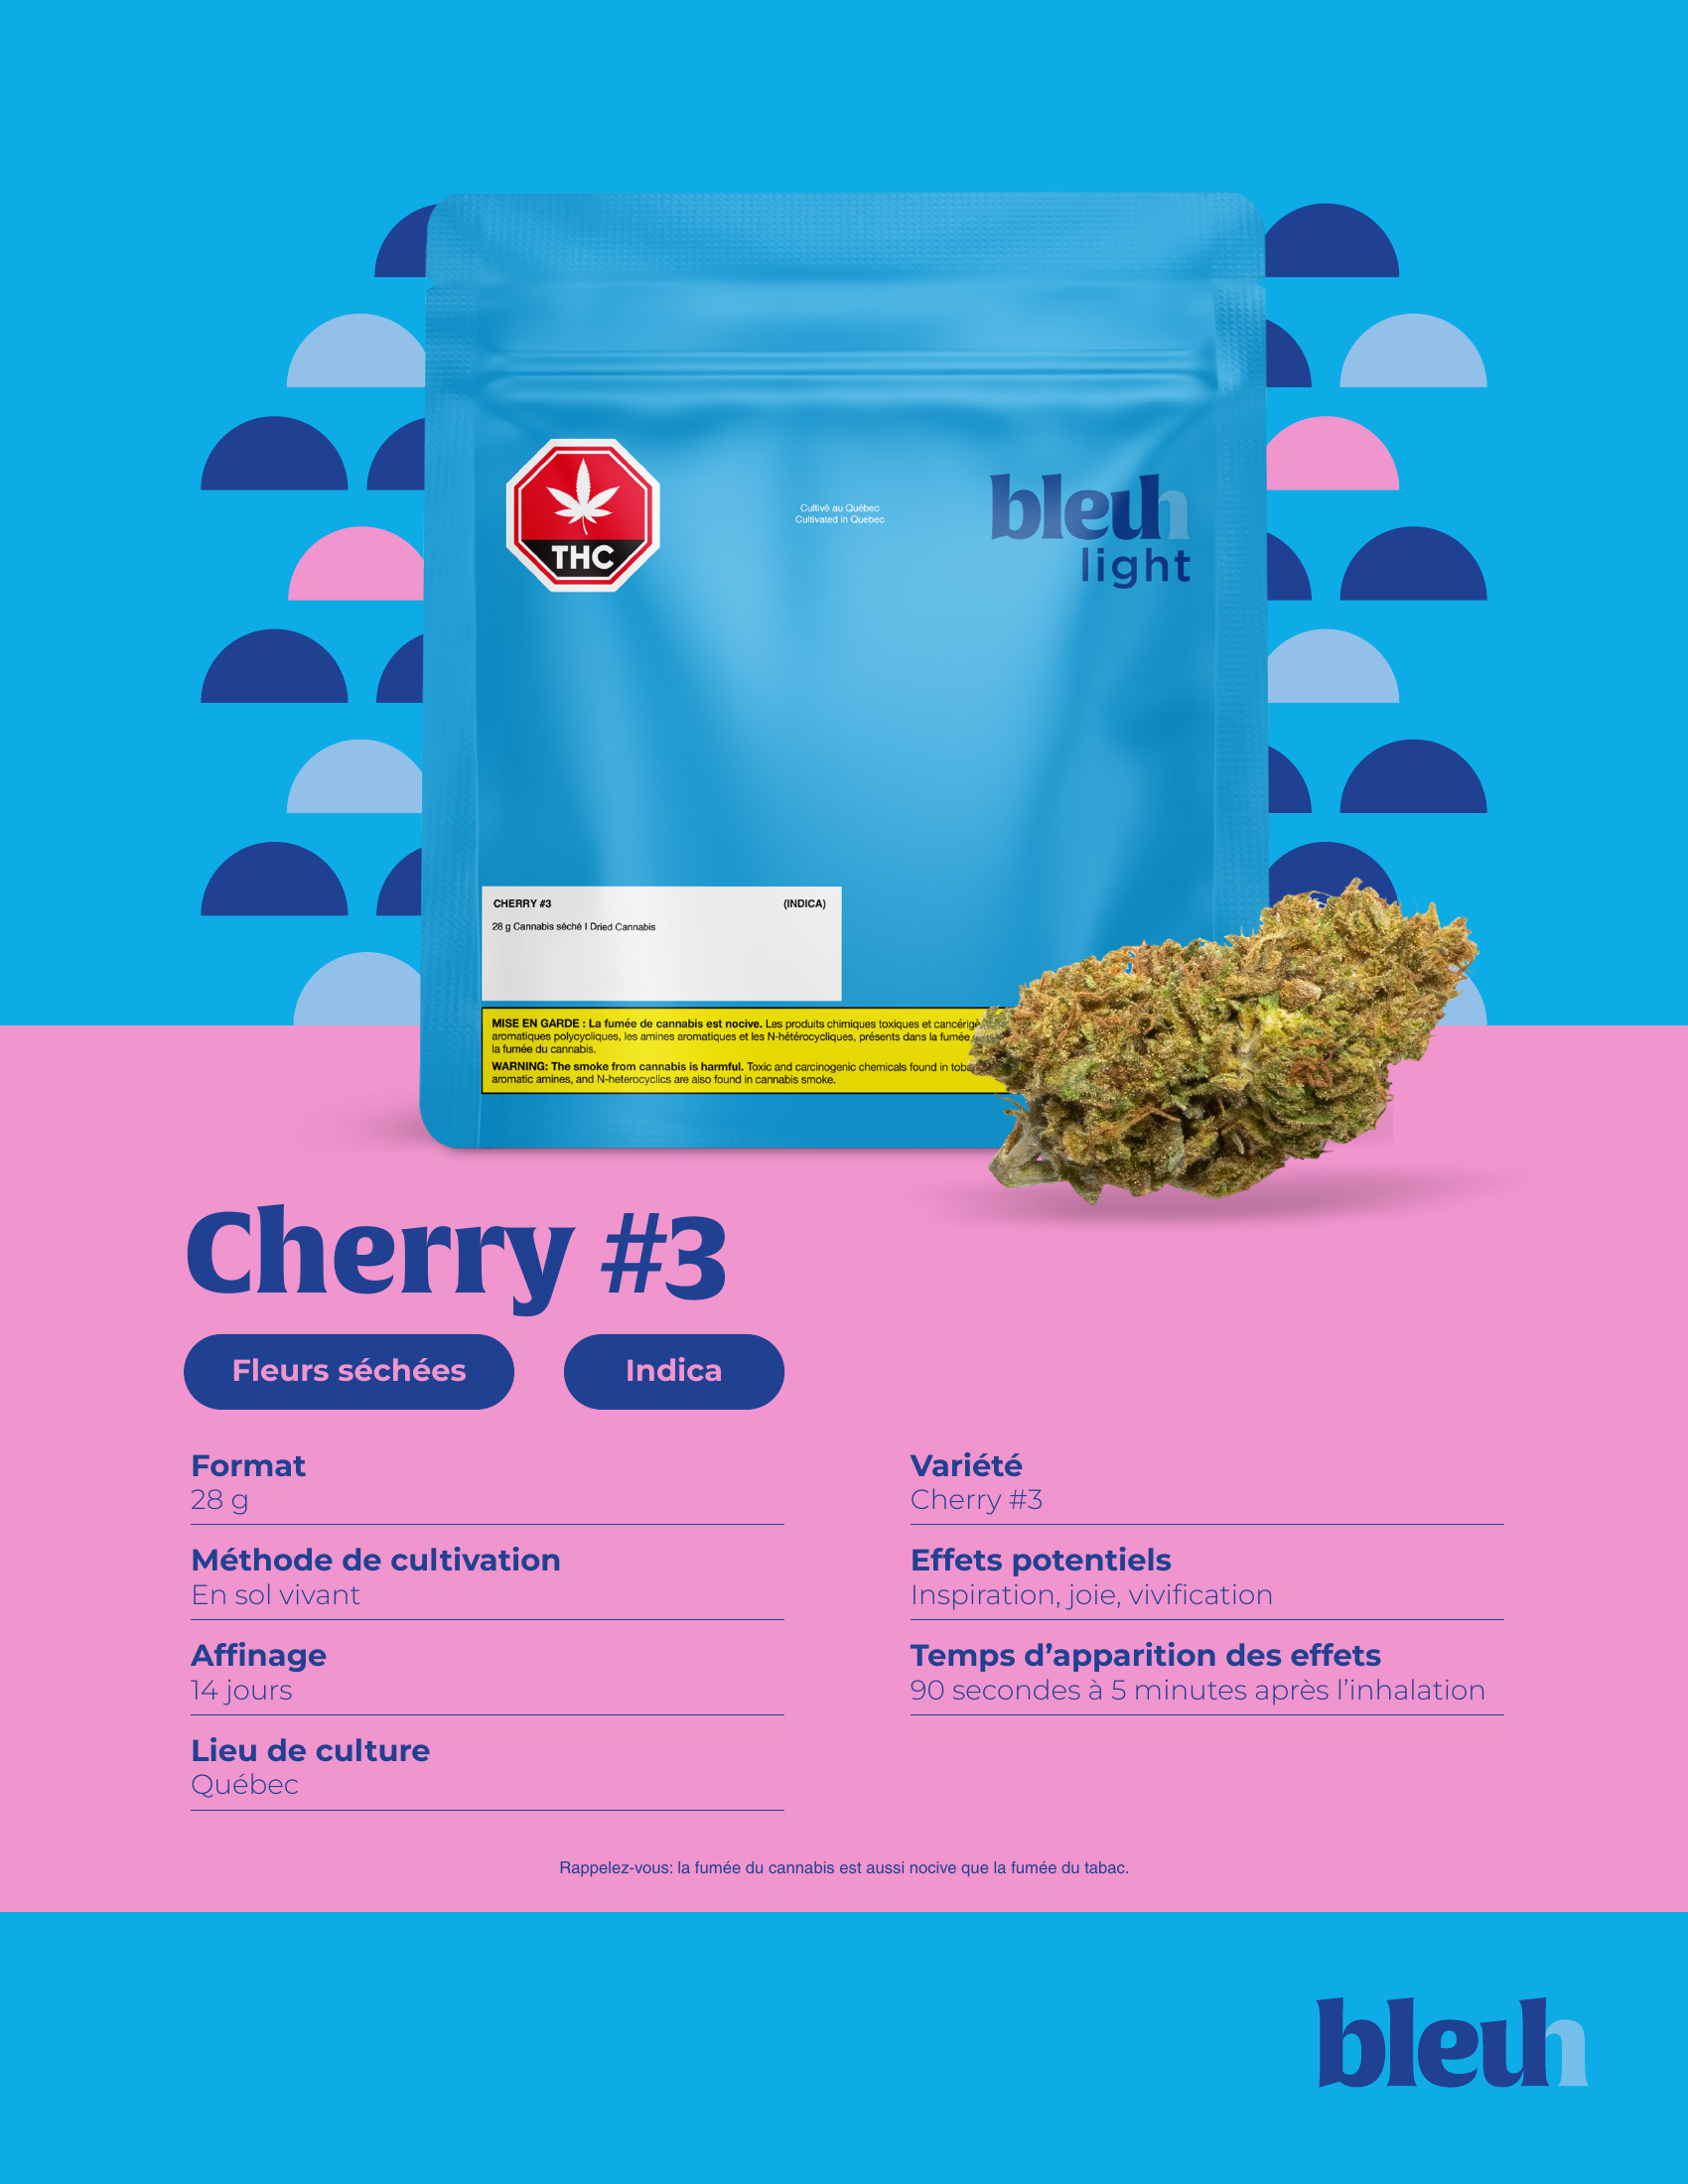 THC
Cultivé au Québec
Cultivated in Quebec
bleuh
light
CHERRY #3 (INDICA)
28 g Cannabis séché I Dried Cannabis
MISE EN GARDE : La fumée de cannabis est nocive. Les produits chimiques toxiques et
aromatiques polycycliques, les amines aromatiques et les N-hétérocycliques, présents dans la fumée
la fumée du cannabis.
WARNING: The smoke from cannabis is harmful. Toxic and carcinogenic chemicals found in
aromatic amines, and N-heterocyclics are also found in cannabis smoke.
Cherry #3
Fleurs séchées Indica
Format
28 g
Méthode de cultivation
En sol vivant
Affinage
14 jours
Lieu de culture
Québec
Variété
Cherry #3
Effets potentiels
Inspiration, joie, vivification
Temps d’apparition des effets
90 secondes à 5 minutes après l’inhalation
Rappelez-vous: la fumée du cannabis est aussi nocive que la fumée du tabac.
bleuh